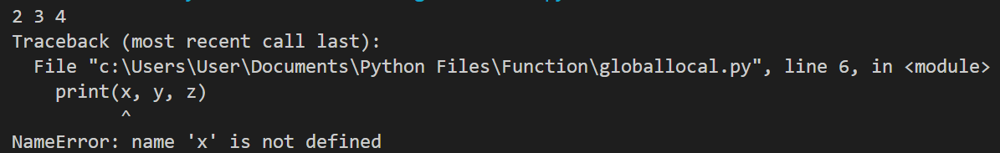 2 3 4
Traceback (most recent call last):
  File "c:\Users\User\Documents\Python Files\Function\globallocal.py", line 6, in <module>
    print(x, y, z)
          ^
NameError: name 'x' is not defined